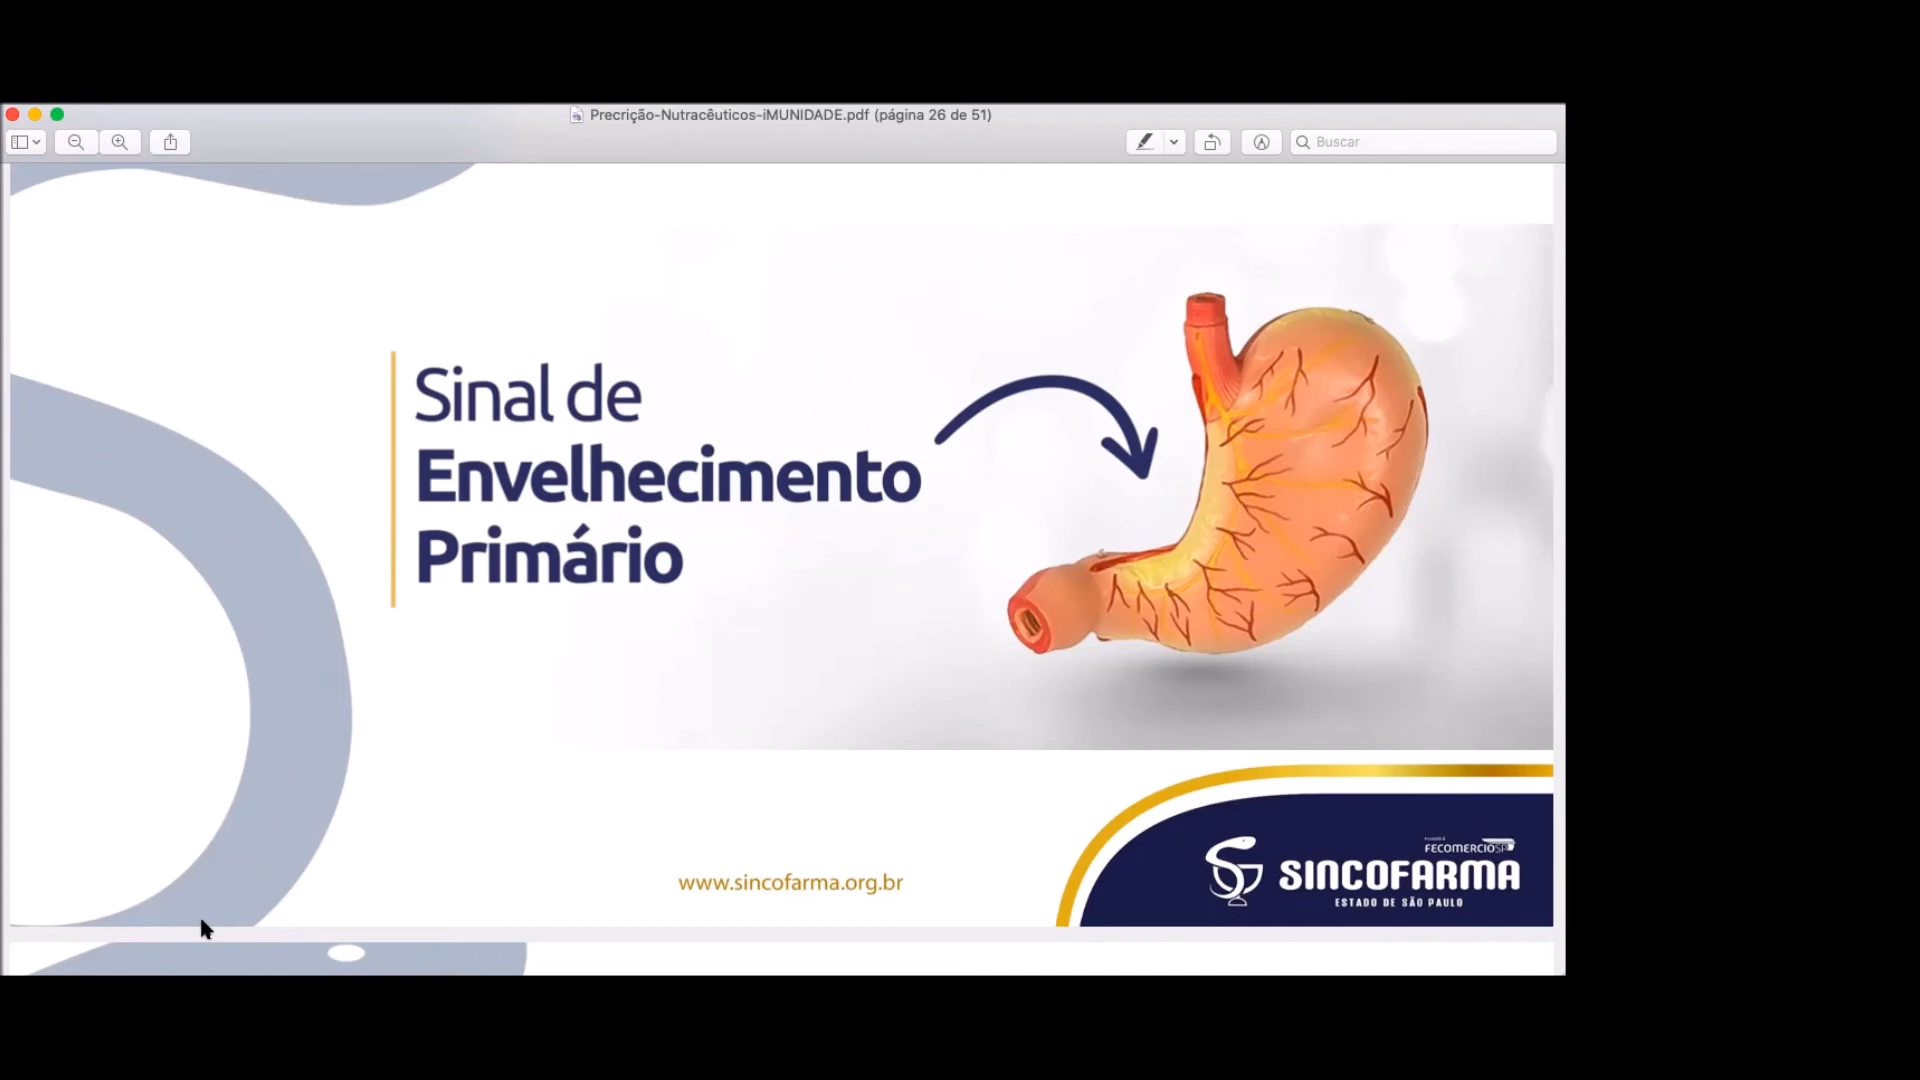 Precrição-Nutracêuticos-iMUNIDADE.pdf (página 26 de 51)
Buscar
Sinal de
Envelhecimento
Primário
www.sincofarma.org.br
FECOMERCIOSP
SINCOFARMA
ESTADO DE SÃO PAULO